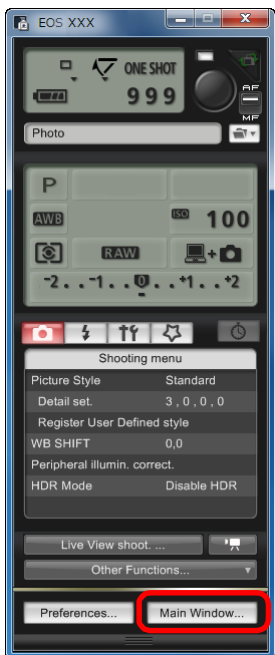 EOS XXX
ONE SHOT
999
AF
MF
Photo
P
AWB
ISO 100
RAW
-2..-1..0..+1..+2
Shooting menu
Picture Style Standard
Detail set. 3 , 0 , 0 , 0
Register User Defined style
WB SHIFT 0,0
Peripheral illumin. correct.
HDR Mode Disable HDR
Live View shoot. ...
Other Functions...
Preferences... Main Window...